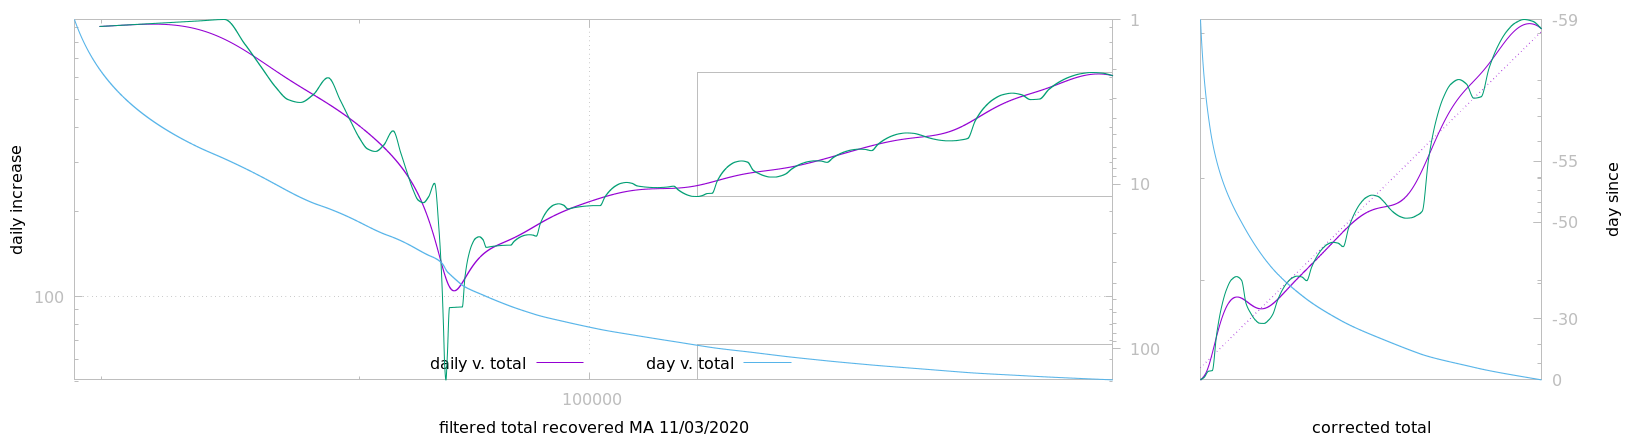 daily increase
100
100000
1
10
100
daily v. total
day v. total
filtered total recovered MA 11/03/2020
-59
-55
-50
-30
0
day since
corrected total